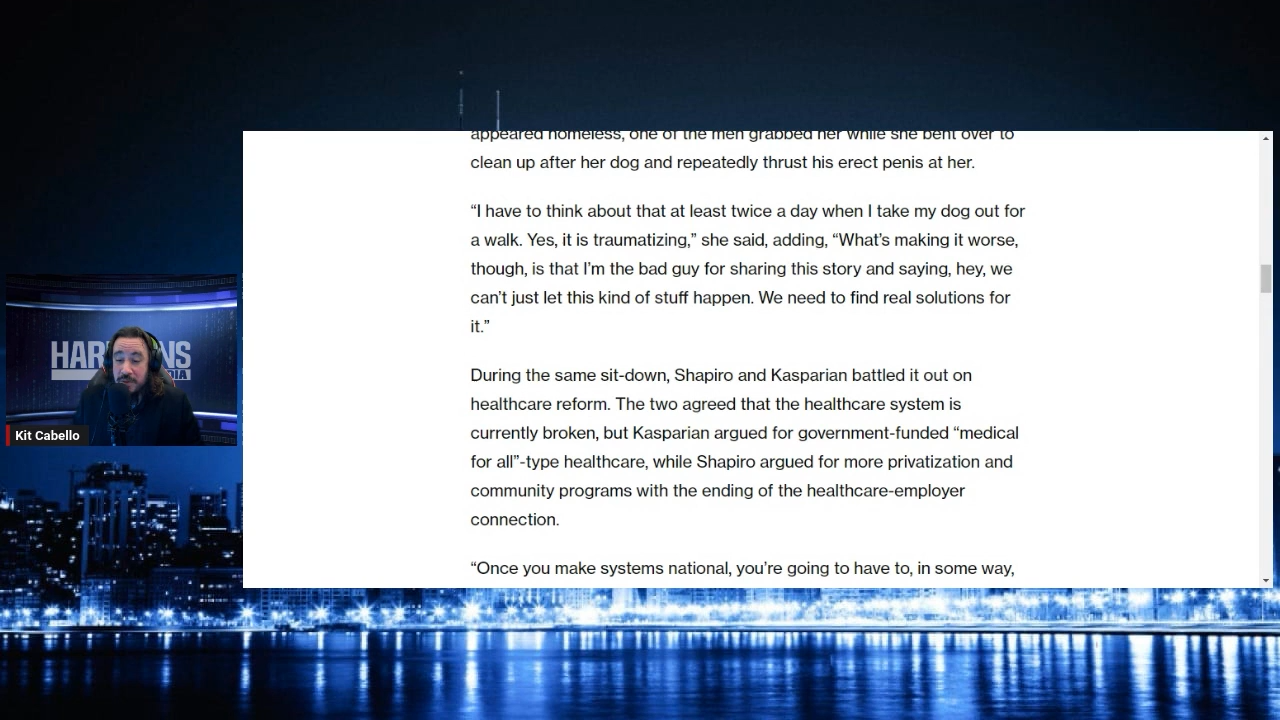 appeared homeless, one of the men grabbed her while she bent over to
clean up after her dog and repeatedly thrust his erect penis at her.
“I have to think about that at least twice a day when I take my dog out for
a walk. Yes, it is traumatizing,” she said, adding, “What’s making it worse,
though, is that I’m the bad guy for sharing this story and saying, hey, we
can’t just let this kind of stuff happen. We need to find real solutions for
it.”
During the same sit-down, Shapiro and Kasparian battled it out on
healthcare reform. The two agreed that the healthcare system is
currently broken, but Kasparian argued for government-funded “medical
for all”-type healthcare, while Shapiro argued for more privatization and
community programs with the ending of the healthcare-employer
connection.
“Once you make systems national, you’re going to have to, in some way,
Kit Cabello